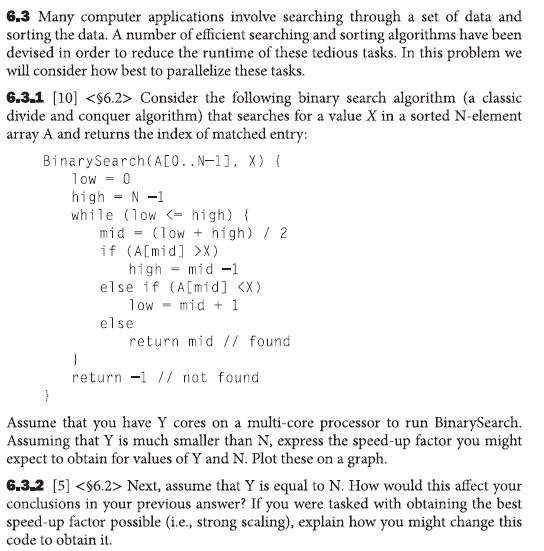 6.3 Many computer applications involve searching through a set of data and
sorting the data. A number of efficient searching and sorting algorithms have been
devised in order to reduce the runtime of these tedious tasks. In this problem we
will consider how best to parallelize these tasks.
6.3.1 [10] <§6.2> Consider the following binary search algorithm (a classic
divide and conquer algorithm) that searches for a value X in a sorted N-element
array A and returns the index of matched entry:
BinarySearch(A[0..N−1], X) {
low = 0
high = N −1
while (low <= high) {
mid = (low + high) / 2
if (A[mid] >X)
high = mid −1
else if (A[mid] <X)
low = mid + 1
else
return mid // found
}
return −1 // not found
}
Assume that you have Y cores on a multi-core processor to run BinarySearch.
Assuming that Y is much smaller than N, express the speed-up factor you might
expect to obtain for values of Y and N. Plot these on a graph.
6.3.2 [5] <§6.2> Next, assume that Y is equal to N. How would this affect your
conclusions in your previous answer? If you were tasked with obtaining the best
speed-up factor possible (i.e., strong scaling), explain how you might change this
code to obtain it.